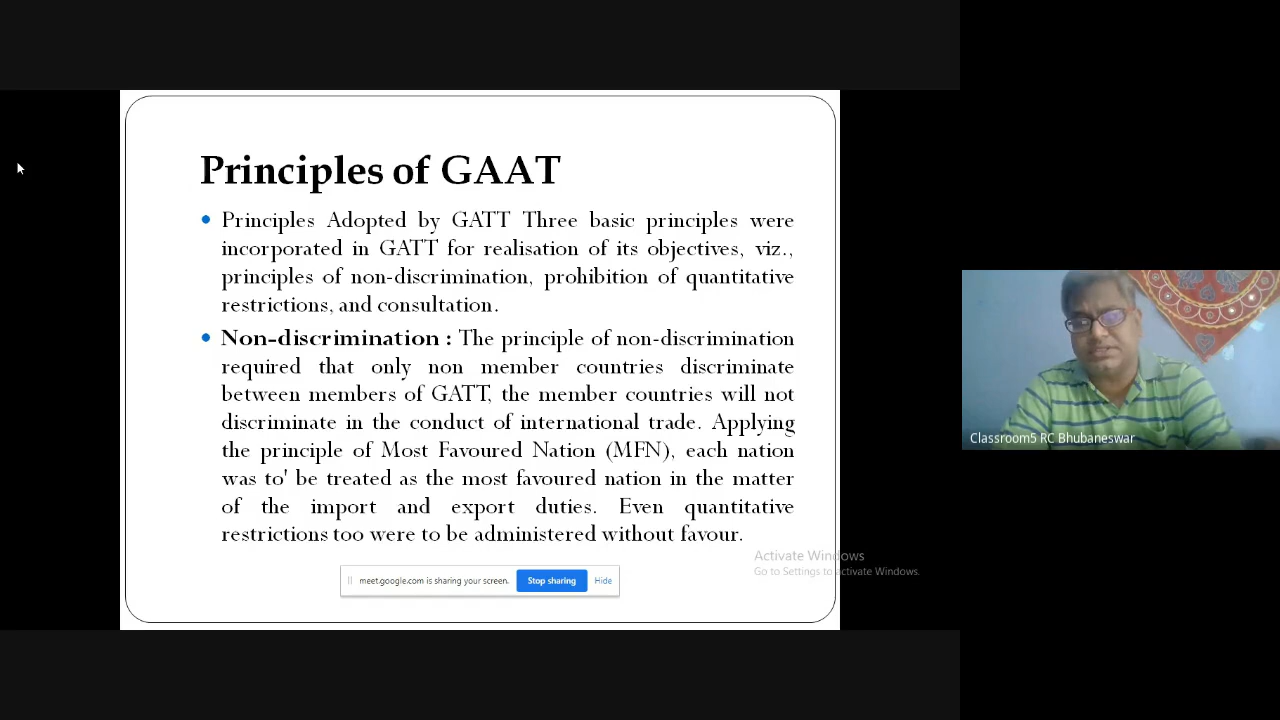 Principles of GAAT
Principles Adopted by GATT Three basic principles were
incorporated in GATT for realisation of its objectives, viz.,
principles of non-discrimination, prohibition of quantitative
restrictions, and consultation.
Non-discrimination : The principle of non-discrimination
required that only non member countries discriminate
between members of GATT, the member countries will not
discriminate in the conduct of international trade. Applying
the principle of Most Favoured Nation (MFN), each nation
was to' be treated as the most favoured nation in the matter
of the import and export duties. Even quantitative
restrictions too were to be administered without favour.
meet.google.com is sharing your screen. Stop sharing Hide
Activate Windows
Go to Settings to activate Windows.
Classroom5 RC Bhubaneswar